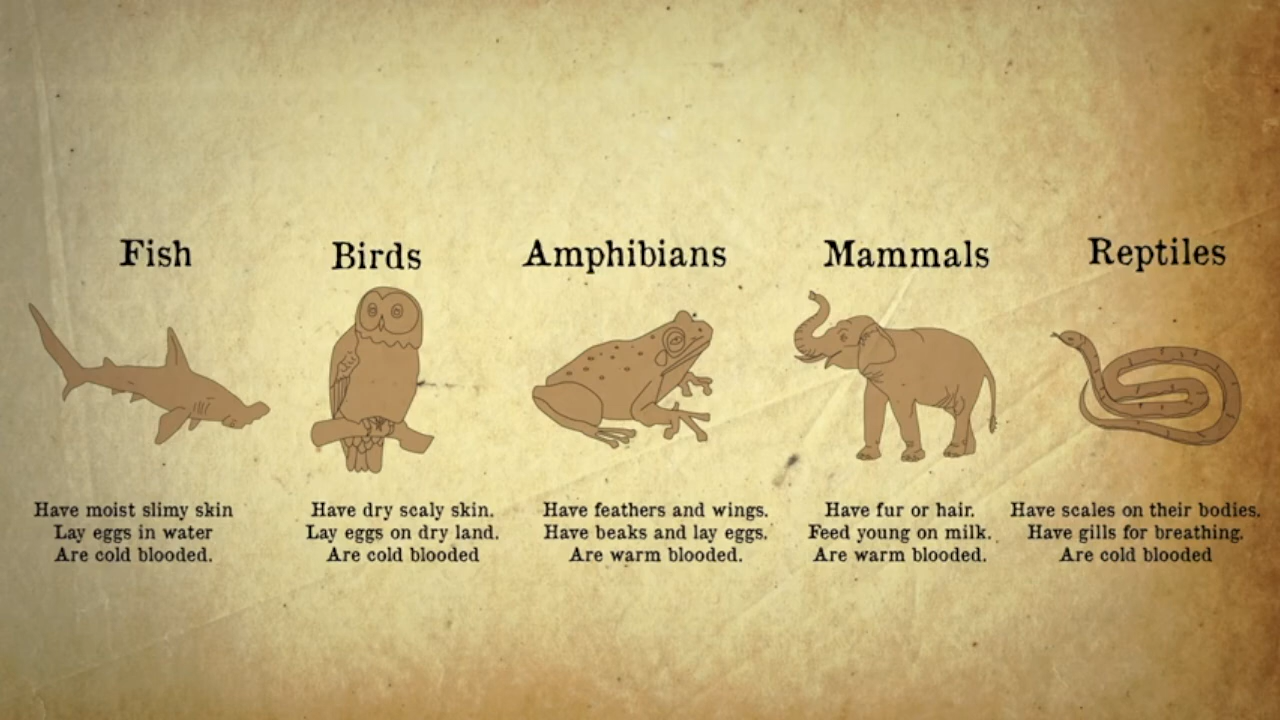 Fish
Birds
Amphibians
Mammals
Reptiles
Have moist slimy skin
Lay eggs in water
Are cold blooded.
Have dry scaly skin.
Lay eggs on dry land.
Are cold blooded
Have feathers and wings.
Have beaks and lay eggs.
Are warm blooded.
Have fur or hair.
Feed young on milk.
Are warm blooded.
Have scales on their bodies.
Have gills for breathing.
Are cold blooded